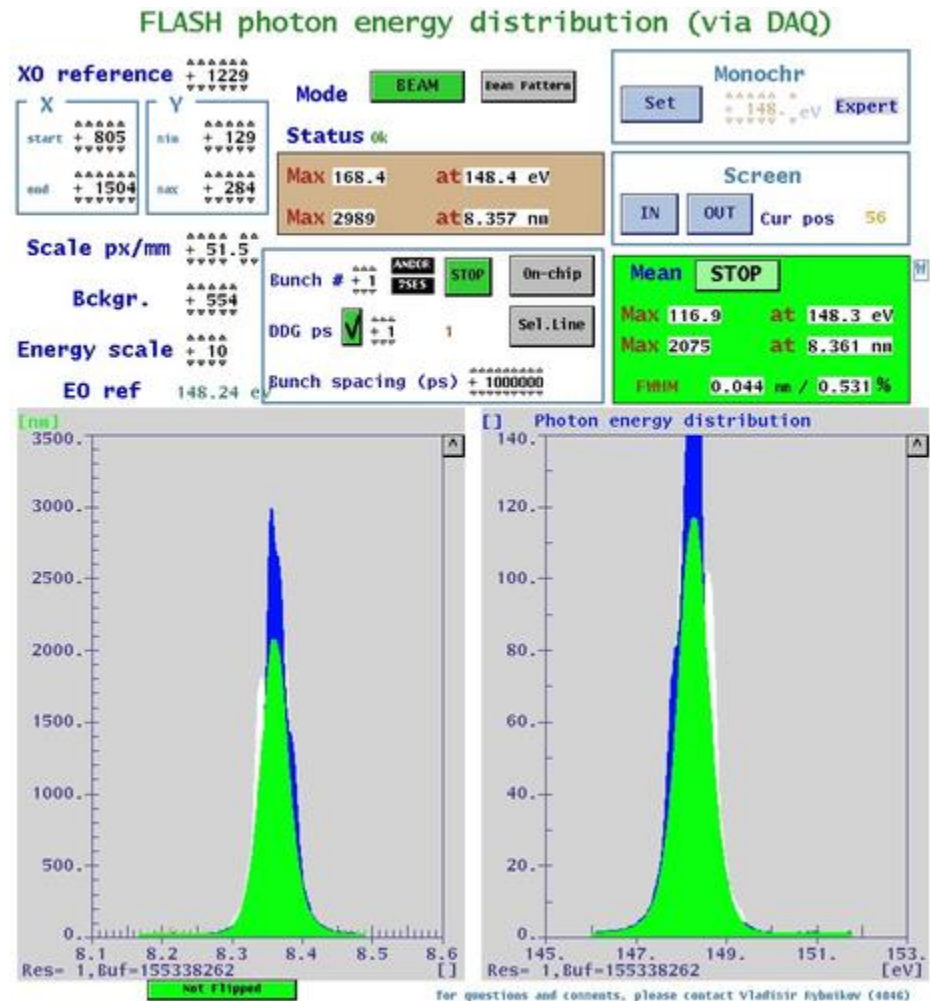 FLASH photon energy distribution (via DAQ)
XO reference + 1229
X
start + 805
end + 1504
Y
min + 129
max + 284
Mode BEAM Beam Pattern
Status Ok
Max 168.4 at 148.4 eV
Max 2989 at 8.357 nm
Monochr
Set + 148. eV Expert
Screen
IN OUT Cur pos 56
Scale px/mm + 51.5
Bckgr. + 554
Energy scale + 10
EO ref 148.24 eV
Bunch # + 1 ANDOR STOP On-chip
DDG ps + 1 1 Sel.Line
Bunch spacing (ps) + 1000000
Mean STOP
Max 116.9 at 148.3 eV
Max 2075 at 8.361 nm
FWHM 0.044 nm / 0.531 %
[nm]
3500.
3000.
2500.
2000.
1500.
1000.
500.
0.
8.1 8.2 8.3 8.4 8.5 8.6
Res= 1,Buf=155338262 []
Not Flipped
[] Photon energy distribution
^
140.
120.
100.
80.
60.
40.
20.
0.
145. 147. 149. 151. 153.
Res= 1,Buf=155338262 [eV]
for questions and comments, please contact Vladimir Rybnikov (4846)